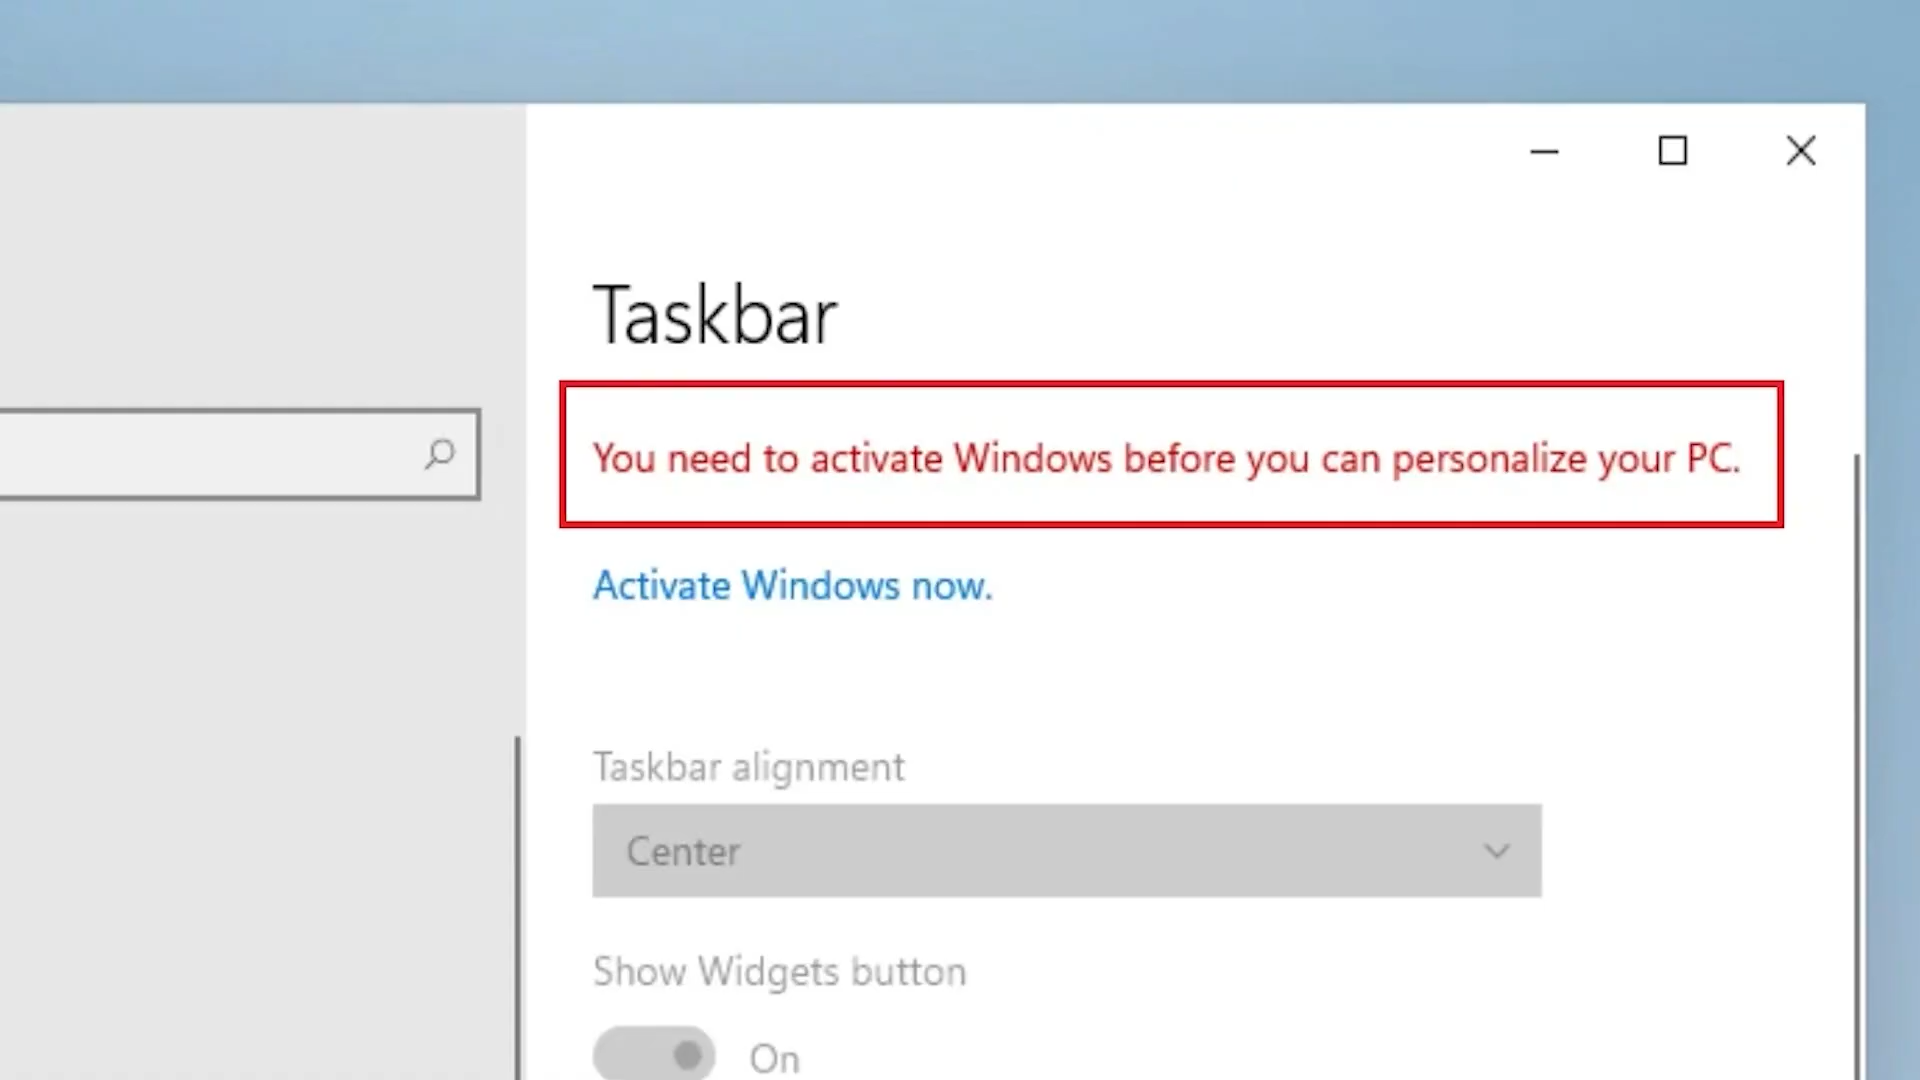 Taskbar
You need to activate Windows before you can personalize your PC.
Activate Windows now.
Taskbar alignment
Center
Show Widgets button
On